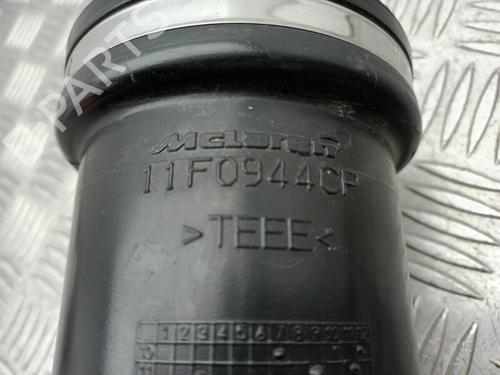 McLaren
11F0944CP
>TEEE<
1 2 3 4 5 6 7 8 9 10 11 12
PARTS